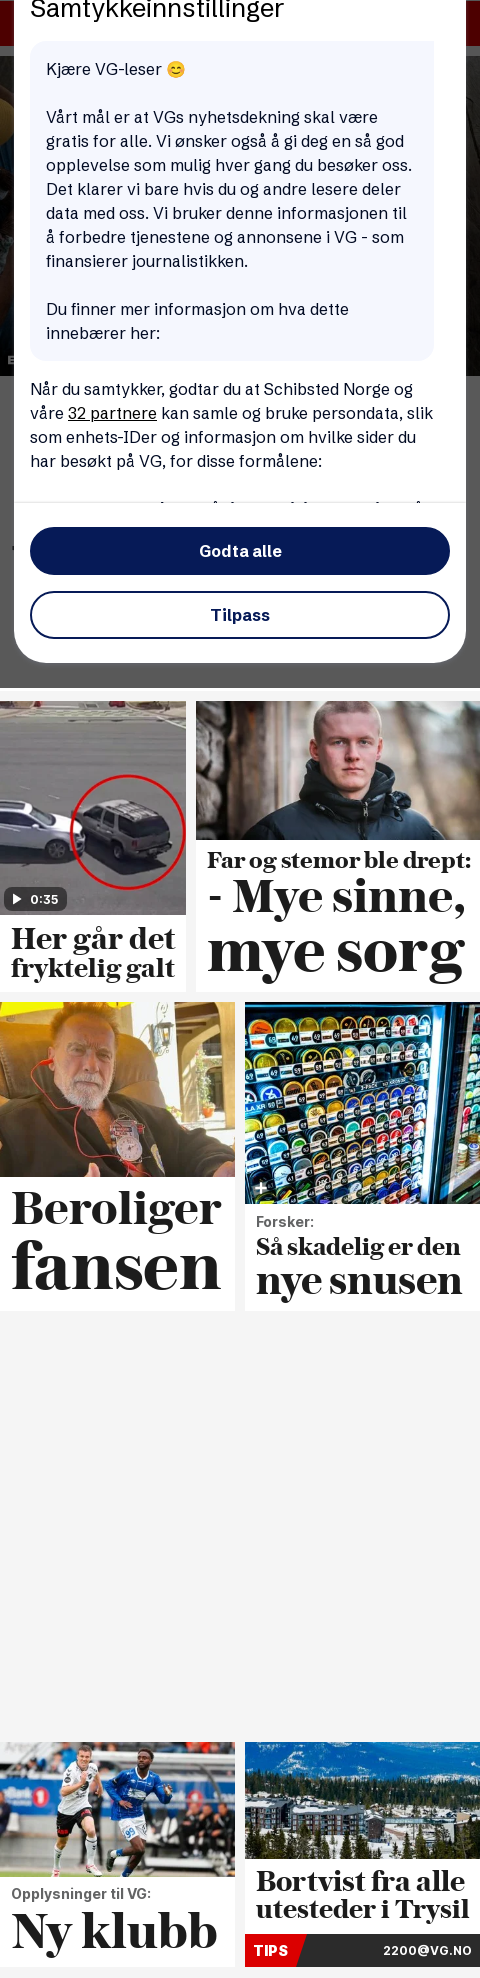 Samtykkeinnstillinger
Kjære VG-leser 😊
Vårt mål er at VGs nyhetsdekning skal være
gratis for alle. Vi ønsker også å gi deg en så god
opplevelse som mulig hver gang du besøker oss.
Det klarer vi bare hvis du og andre lesere deler
data med oss. Vi bruker denne informasjonen til
å forbedre tjenestene og annonsene i VG - som
finansierer journalistikken.
Du finner mer informasjon om hva dette
innebærer her:
Når du samtykker, godtar du at Schibsted Norge og
våre 32 partnere kan samle og bruke persondata, slik
som enhets-IDer og informasjon om hvilke sider du
har besøkt på VG, for disse formålene:
Godta alle
Tilpass
0:35
Her går det
fryktelig galt
Far og stemor ble drept:
- Mye sinne,
mye sorg
Beroliger
fansen
Forsker:
Så skadelig er den
nye snusen
Opplysninger til VG:
Ny klubb
Bortvist fra alle
utesteder i Trysil
TIPS 2200@VG.NO